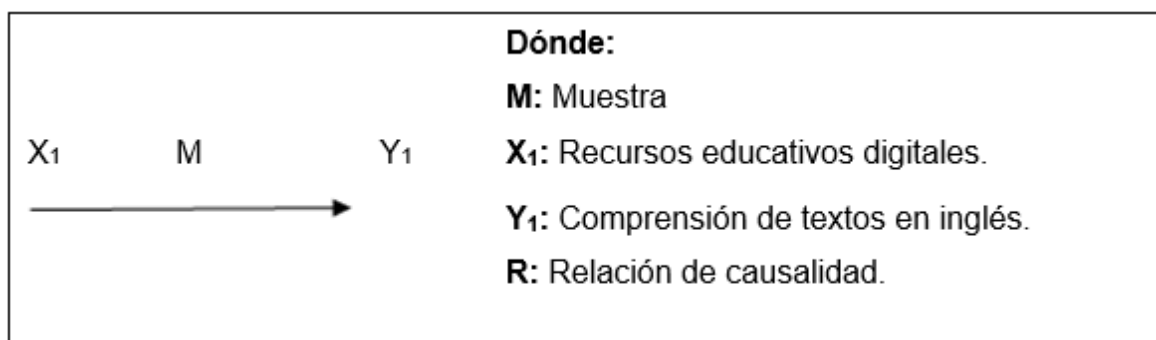 Dónde:
M: Muestra
X₁ M Y₁ X₁: Recursos educativos digitales.
Y₁: Comprensión de textos en inglés.
R: Relación de causalidad.